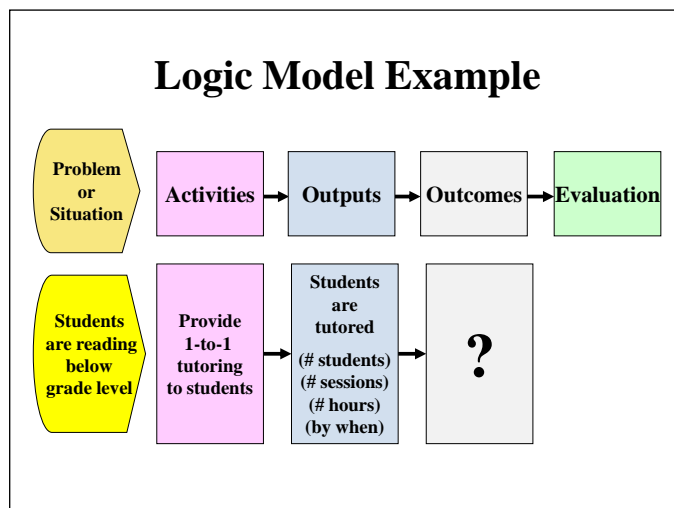 Logic Model Example
Problem
or
Situation
Activities
Outputs
Outcomes
Evaluation
Students
are reading
below
grade level
Provide
1-to-1
tutoring
to students
Students
are
tutored
(# students)
(# sessions)
(# hours)
(by when)
?